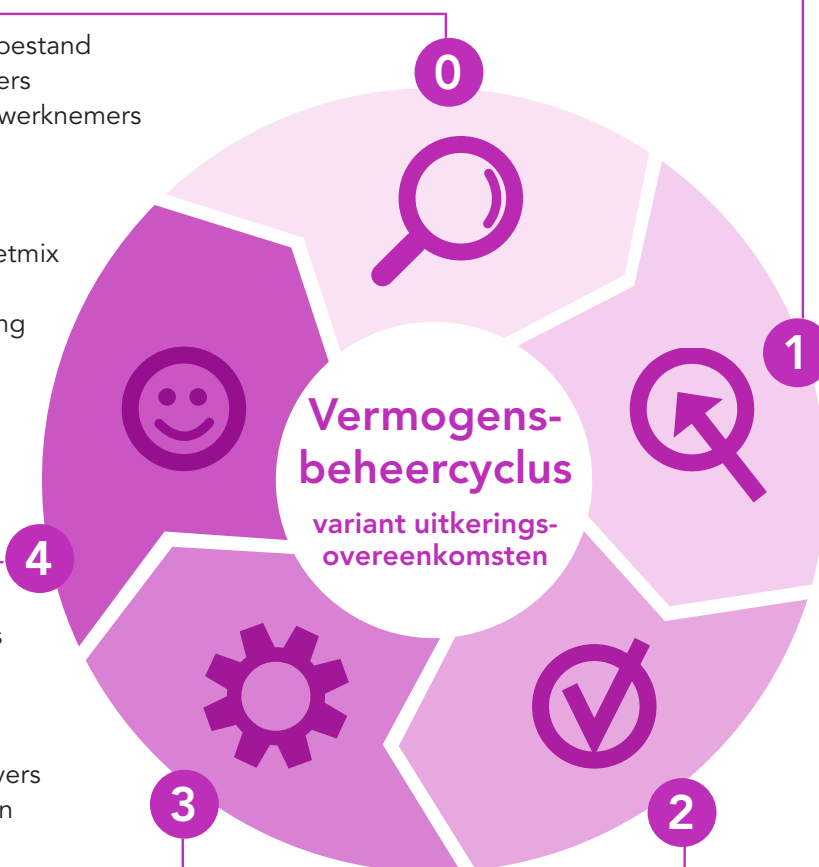 0
bestand
ers
werknemers
etmix
ng
1
Vermogens-
beheercyclus
variant uitkerings-
overeenkomsten
4
s
vers
n
3
2